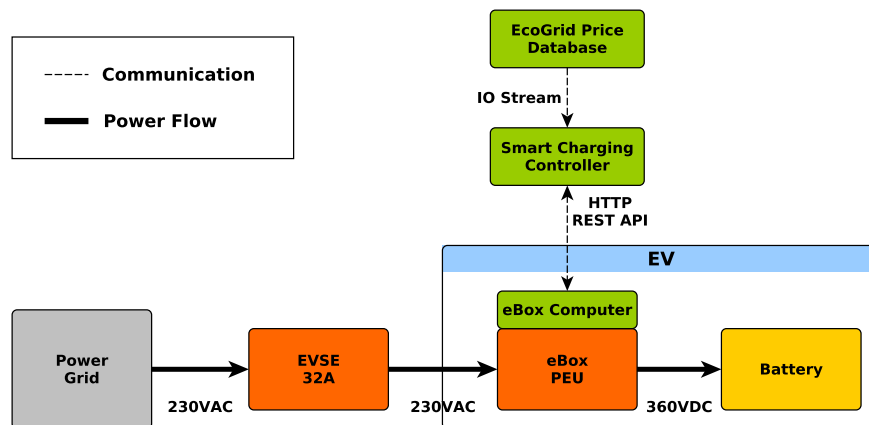 EcoGrid Price
Database
Communication
Power Flow
IO Stream
Smart Charging
Controller
HTTP
REST API
EV
eBox Computer
Power
Grid
EVSE
32A
eBox
PEU
Battery
230VAC
230VAC
360VDC